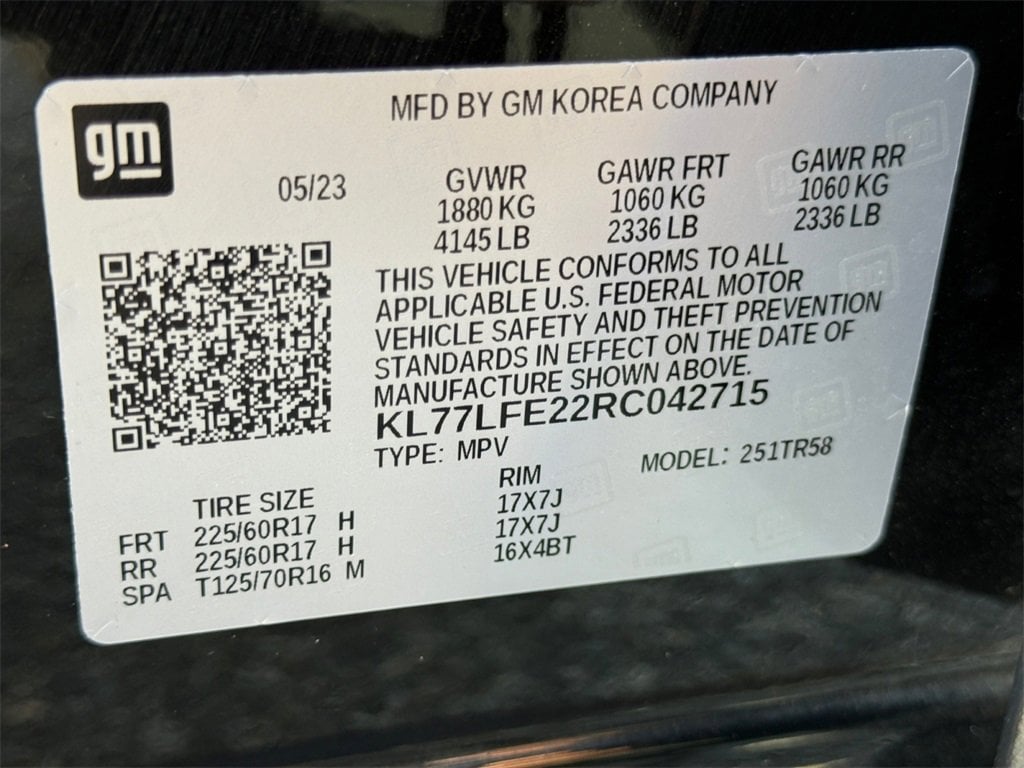 gm
MFD BY GM KOREA COMPANY
05/23
GVWR GAWR FRT GAWR RR
1880 KG 1060 KG 1060 KG
4145 LB 2336 LB 2336 LB
THIS VEHICLE CONFORMS TO ALL
APPLICABLE U.S. FEDERAL MOTOR
VEHICLE SAFETY AND THEFT PREVENTION
STANDARDS IN EFFECT ON THE DATE OF
MANUFACTURE SHOWN ABOVE.
KL77LFE22RC042715
TYPE: MPV MODEL: 251TR58
TIRE SIZE RIM
FRT 225/60R17 H 17X7J
RR 225/60R17 H 17X7J
SPA T125/70R16 M 16X4BT